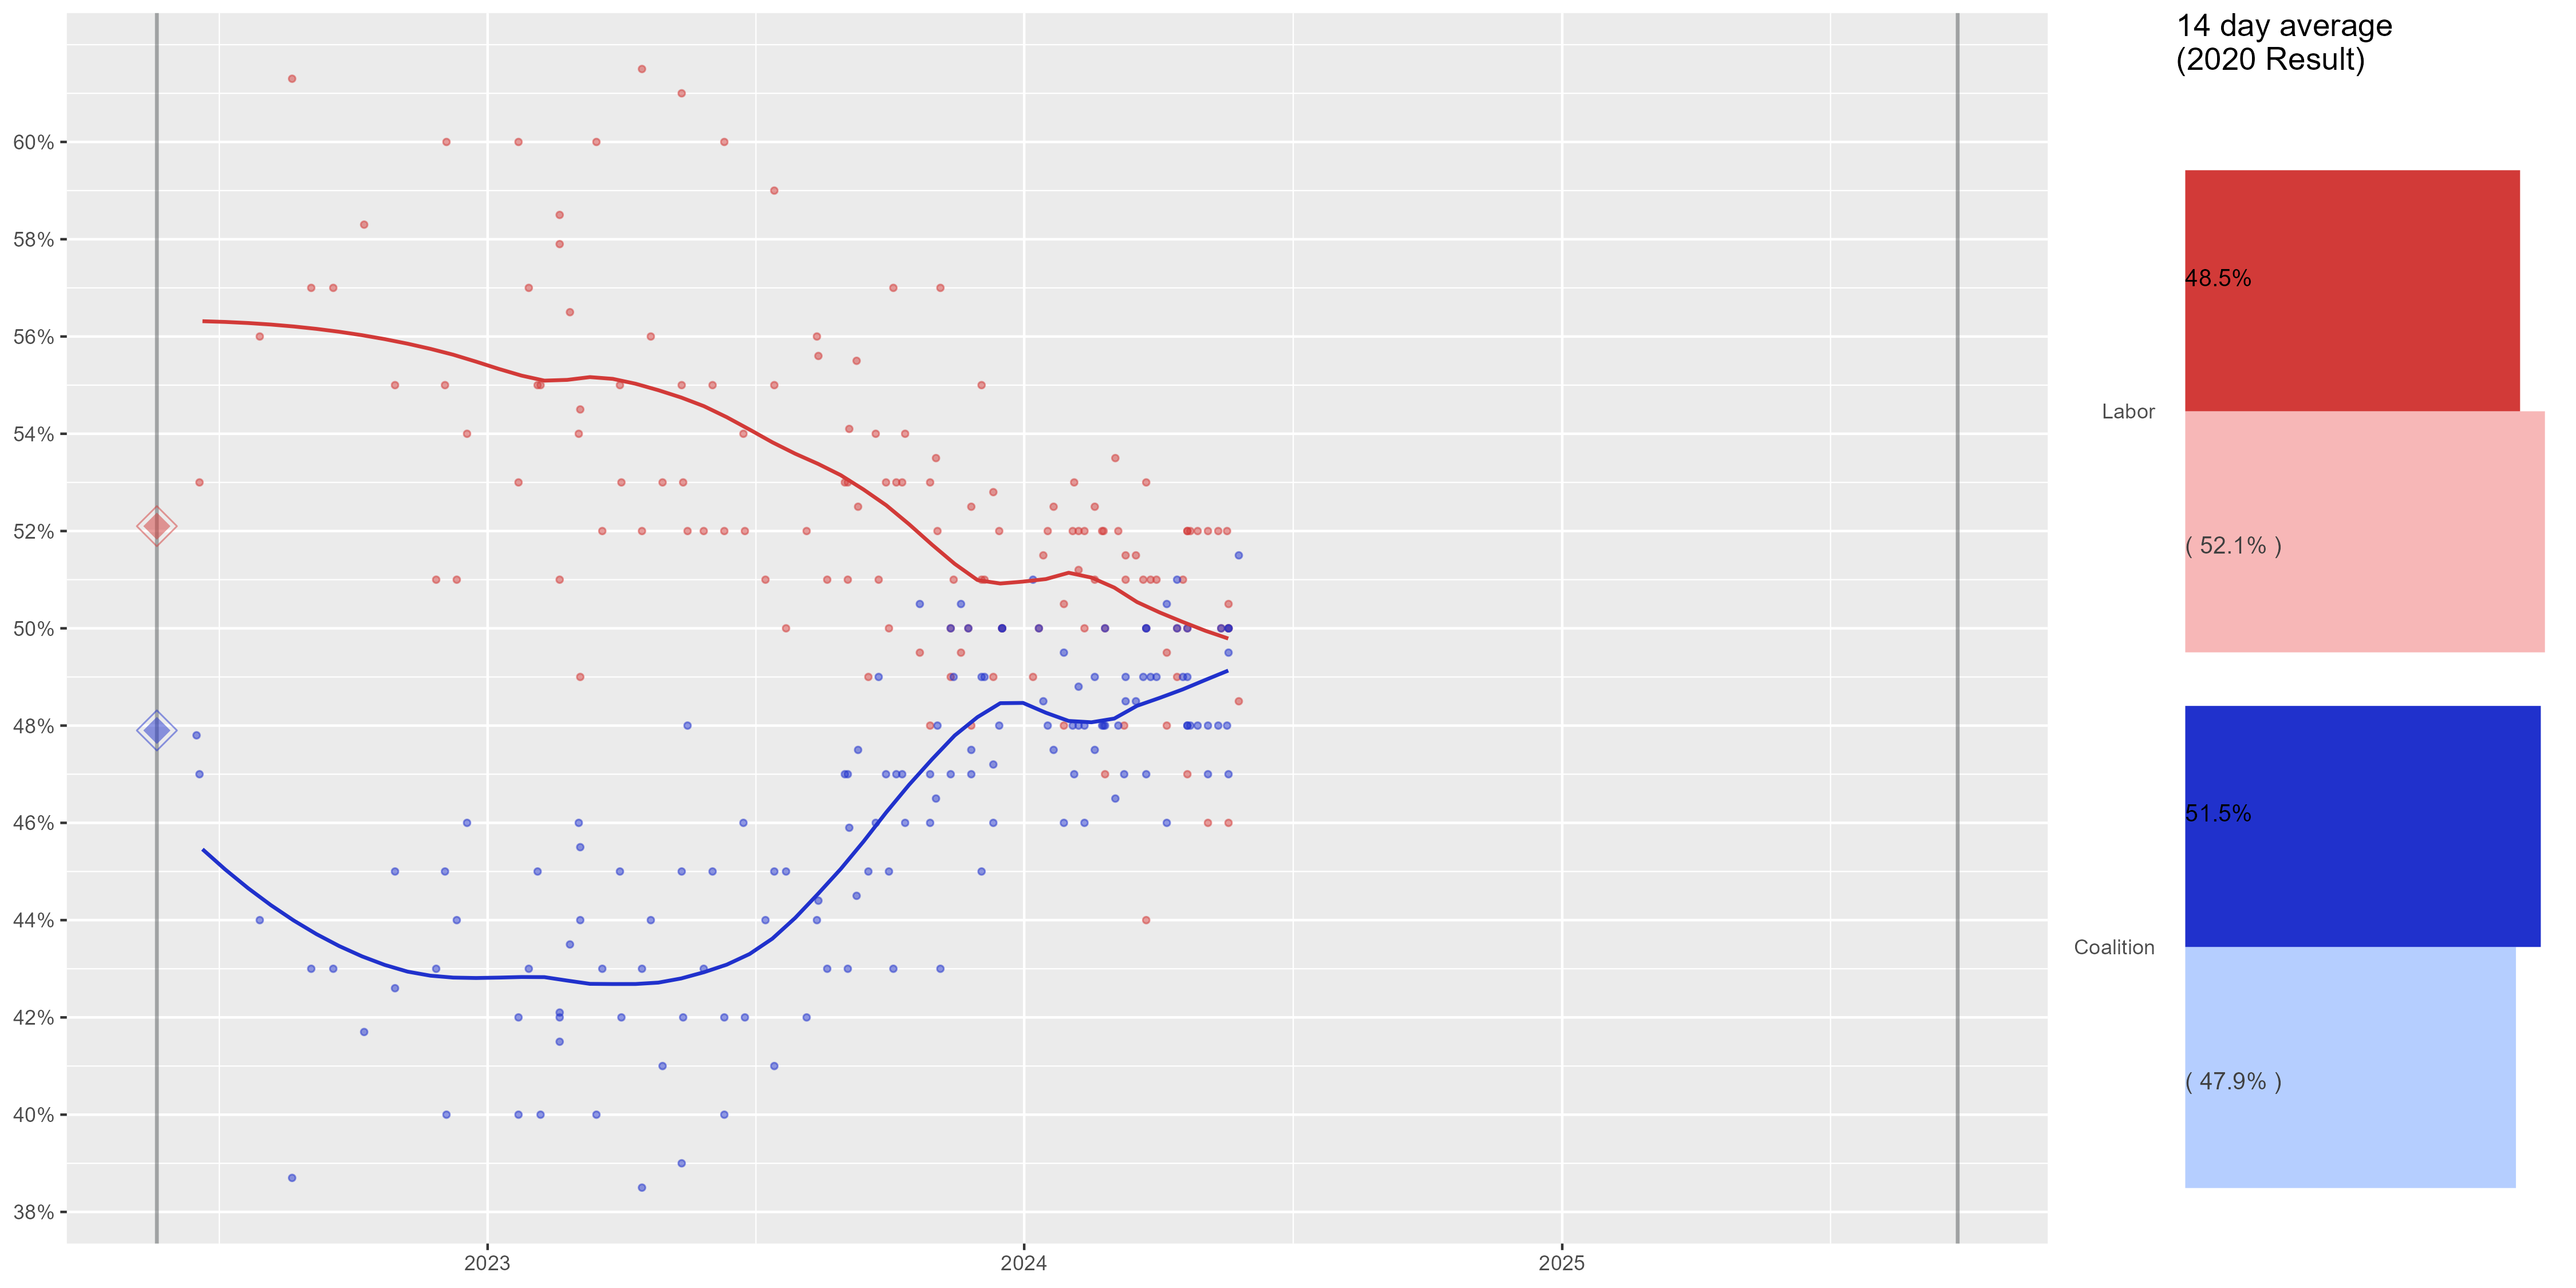 14 day average
(2020 Result)
60%
58%
56%
54%
52%
50%
48%
46%
44%
42%
40%
38%
2023
2024
2025
Labor
48.5%
( 52.1% )
Coalition
51.5%
( 47.9% )